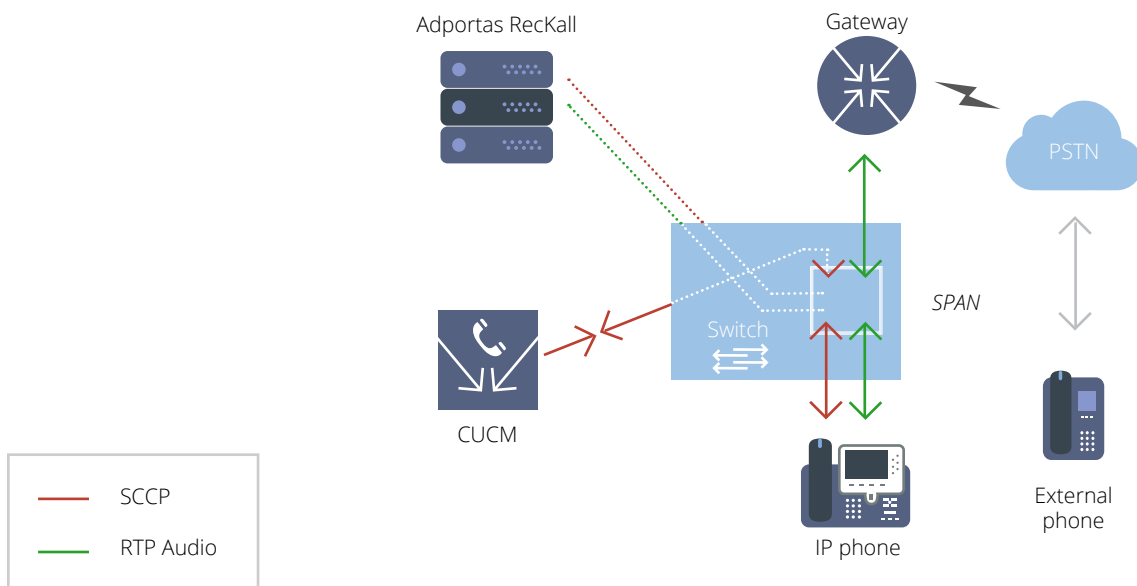 Adportas RecKall
Gateway
PSTN
SPAN
Switch
CUCM
SCCP
RTP Audio
IP phone
External
phone